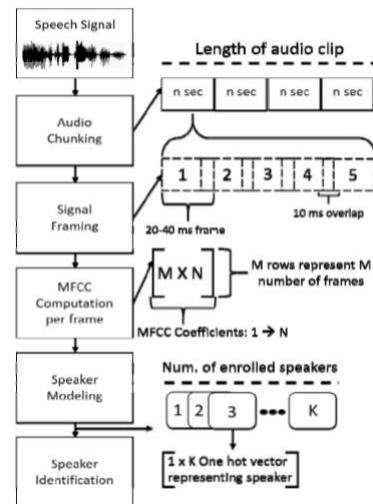 Speech Signal
Length of audio clip
n sec
n sec
n sec
n sec
Audio
Chunking
1
2
3
4
5
Signal
Framing
20-40 ms frame
10 ms overlap
MFCC
Computation
per frame
M X N
M rows represent M
number of frames
MFCC Coefficients: 1 → N
Speaker
Modeling
Num. of enrolled speakers
1
2
3
K
Speaker
Identification
1 x K One hot vector
representing speaker